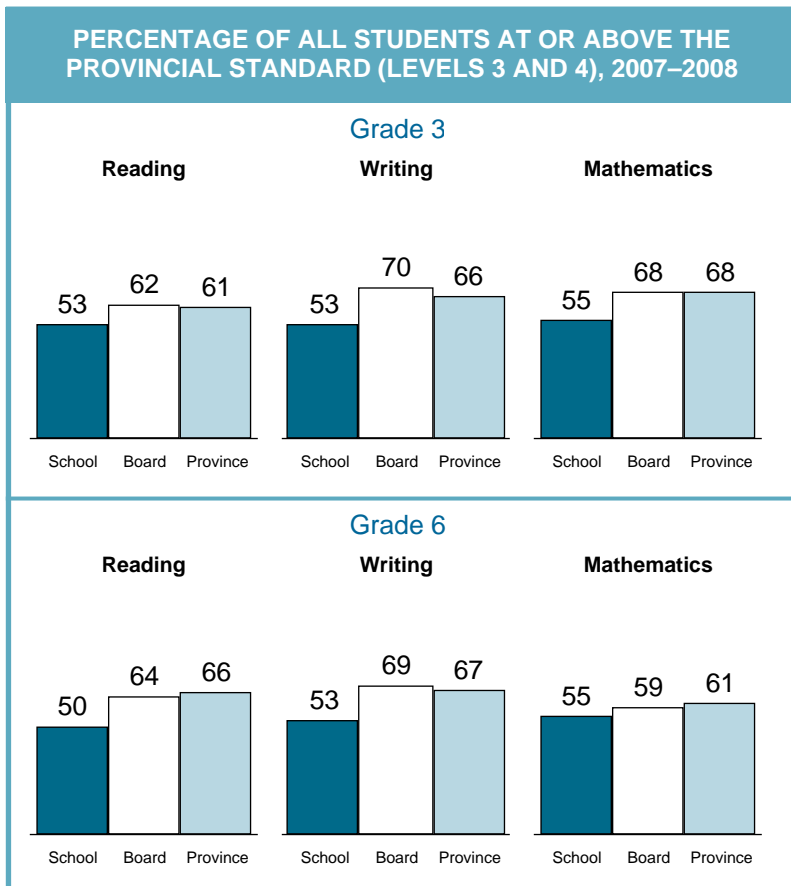 PERCENTAGE OF ALL STUDENTS AT OR ABOVE THE
PROVINCIAL STANDARD (LEVELS 3 AND 4), 2007–2008
Grade 3
Reading Writing Mathematics
53 62 61 53 70 66 55 68 68
School Board Province School Board Province School Board Province
Grade 6
Reading Writing Mathematics
50 64 66 53 69 67 55 59 61
School Board Province School Board Province School Board Province